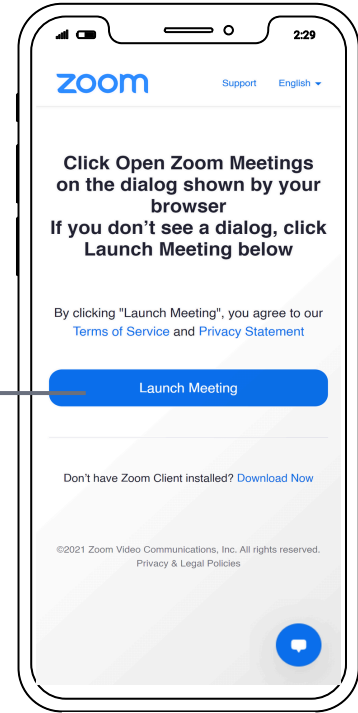 2:29
zoom
Support English
Click Open Zoom Meetings
on the dialog shown by your
browser
If you don’t see a dialog, click
Launch Meeting below
By clicking "Launch Meeting", you agree to our
Terms of Service and Privacy Statement
Launch Meeting
Don’t have Zoom Client installed? Download Now
©2021 Zoom Video Communications, Inc. All rights reserved.
Privacy & Legal Policies